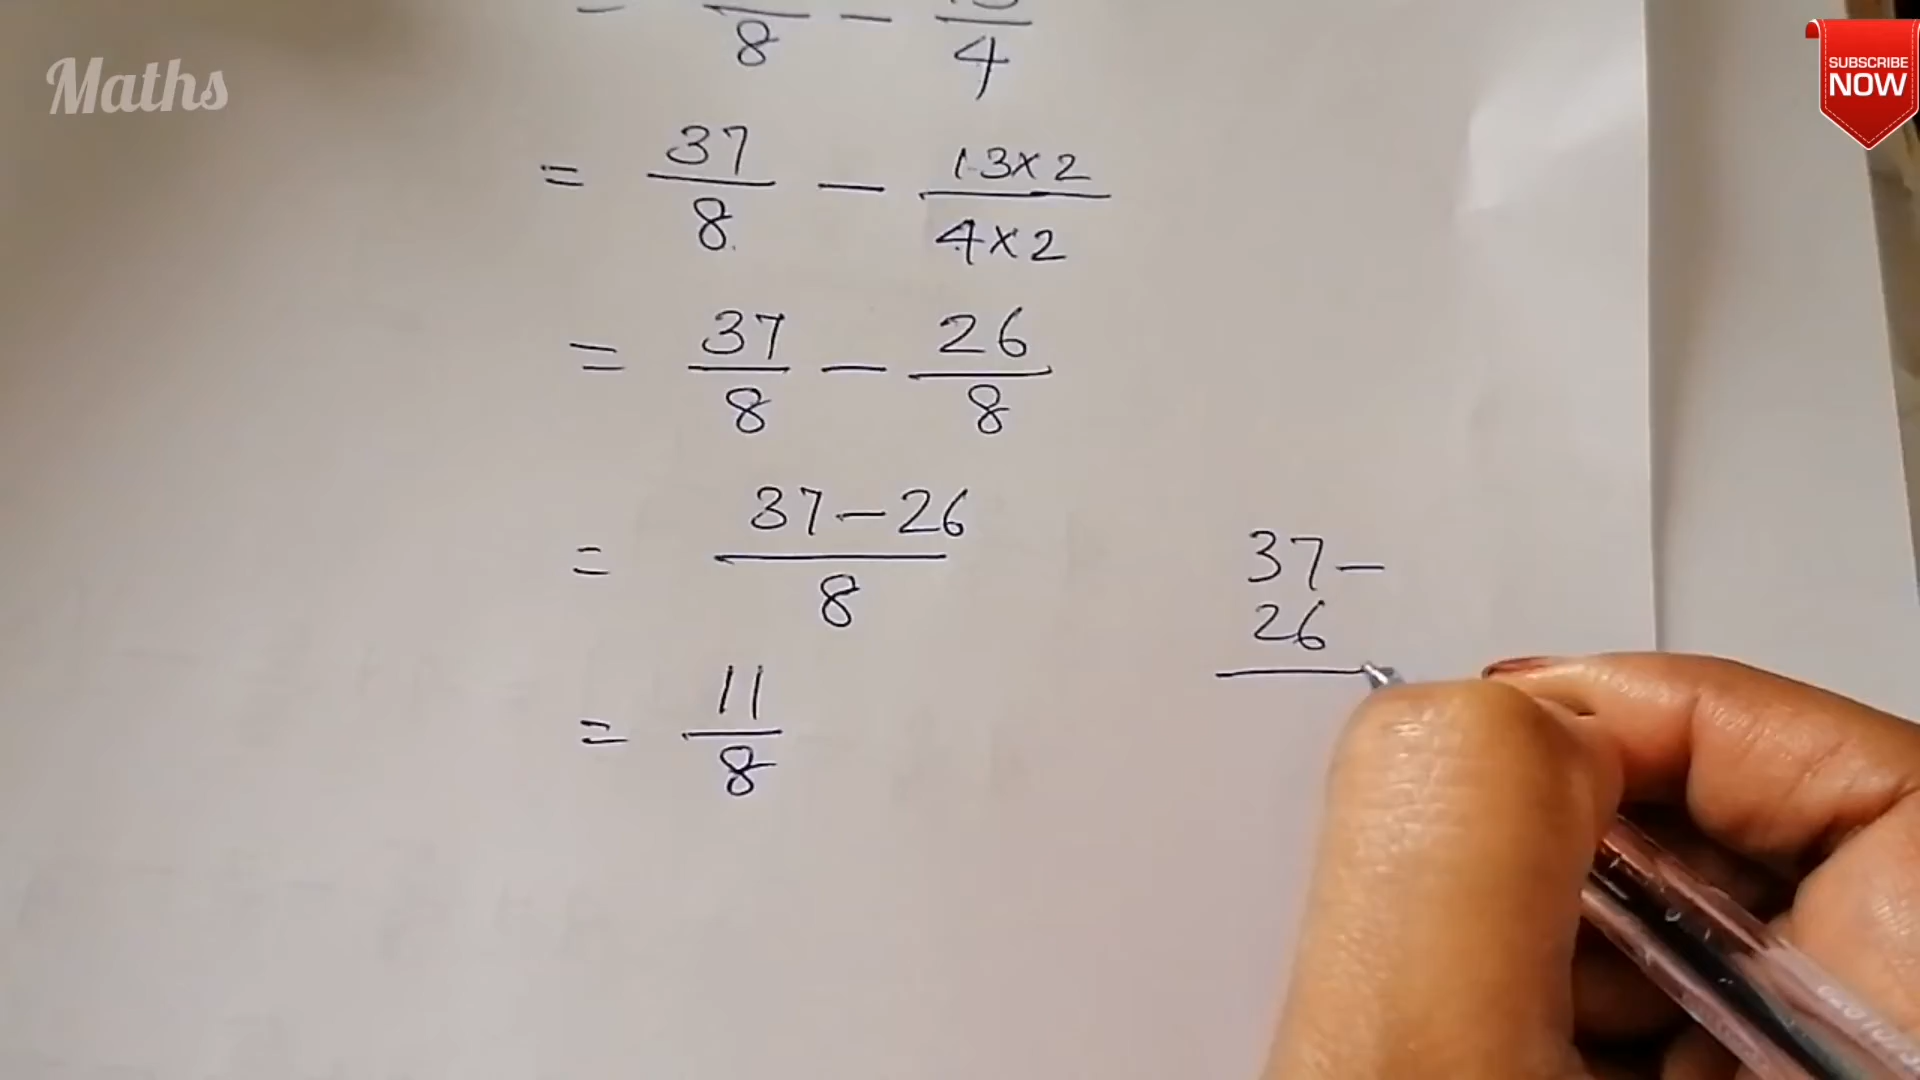 Maths
SUBSCRIBE
NOW
= /8 - /4
= 37/8 - 13×2/4×2
= 37/8 - 26/8
= 37-26/8
37-
26
= 11/8